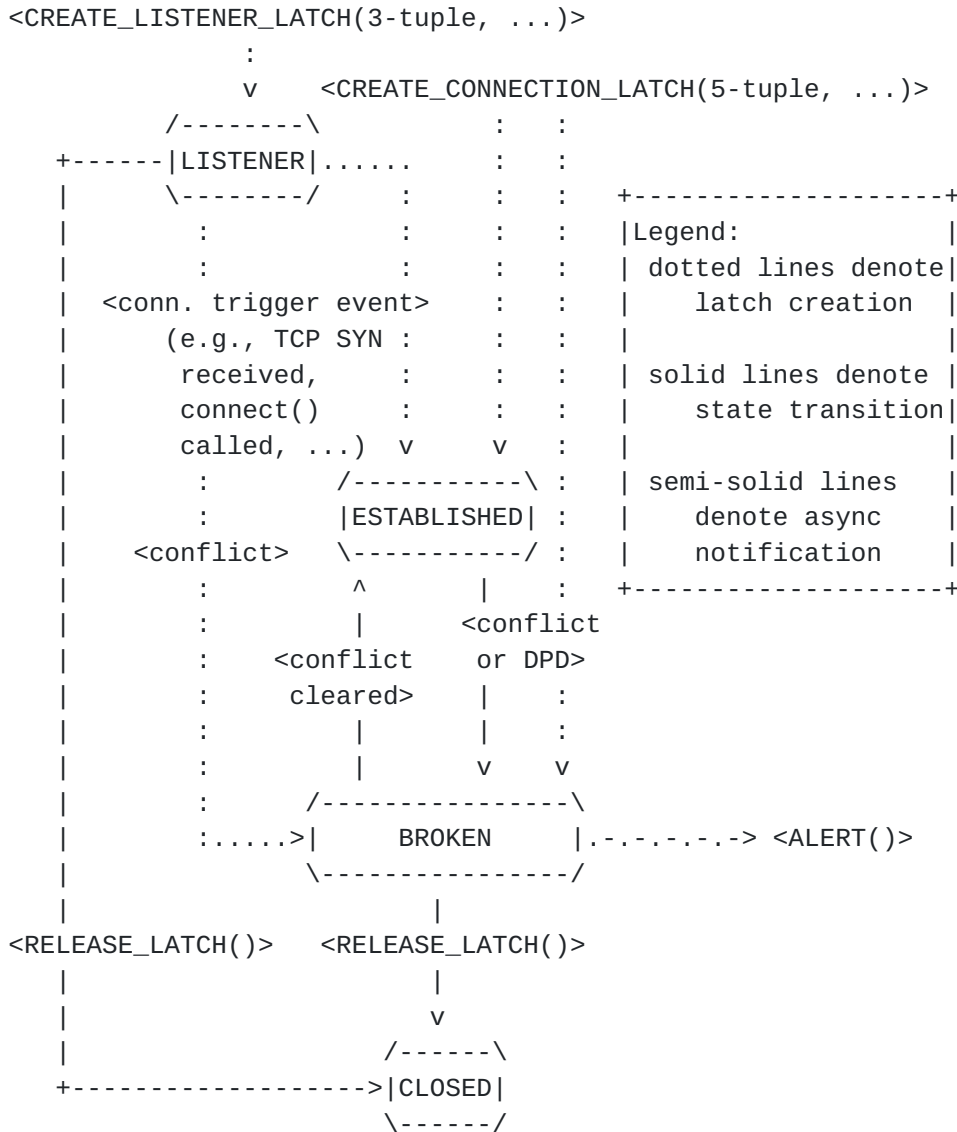 <CREATE_LISTENER_LATCH(3-tuple, ...)>
               :
               v    <CREATE_CONNECTION_LATCH(5-tuple, ...)>
          /--------\           :   :
   +------|LISTENER|......     :   :
   |      \--------/     :     :   :   +--------------------+
   |        :            :     :   :   |Legend:             |
   |        :            :     :   :   | dotted lines denote|
   |  <conn. trigger event>    :   :   |    latch creation  |
   |      (e.g., TCP SYN :     :   :   |                    |
   |       received,     :     :   :   | solid lines denote |
   |       connect()     :     :   :   |    state transition|
   |       called, ...)  v     v   :   |                    |
   |        :        /-----------\ :   | semi-solid lines   |
   |        :        |ESTABLISHED| :   |    denote async    |
   |    <conflict>   \-----------/ :   |    notification    |
   |        :         ^       |    :   +--------------------+
   |        :         |      <conflict
   |        :    <conflict    or DPD>
   |        :     cleared>    |    :
   |        :         |       |    :
   |        :         |       v    v
   |        :      /----------------\
   |        :.....>|     BROKEN     |.-.-.-.-.-> <ALERT()>
   |               \----------------/
   |                       |
<RELEASE_LATCH()>   <RELEASE_LATCH()>
   |                       |
   |                       v
   |                    /------\
   +------------------->|CLOSED|
                        \------/